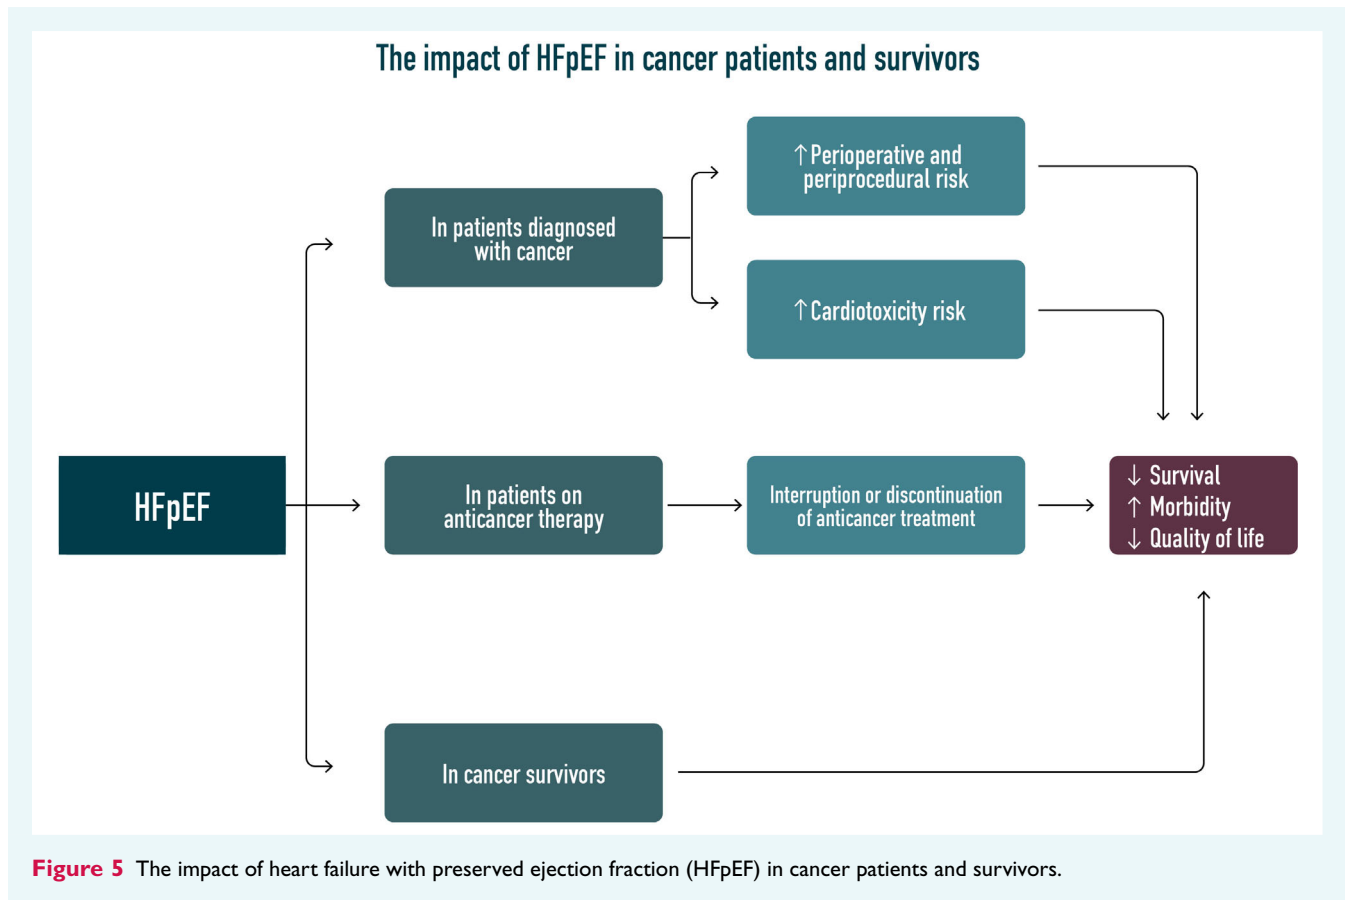 The impact of HFpEF in cancer patients and survivors
↑ Perioperative and
periprocedural risk
In patients diagnosed
with cancer
↑ Cardiotoxicity risk
HFpEF
In patients on
anticancer therapy
Interruption or discontinuation
of anticancer treatment
↓ Survival
↑ Morbidity
↓ Quality of life
In cancer survivors
Figure 5 The impact of heart failure with preserved ejection fraction (HFpEF) in cancer patients and survivors.